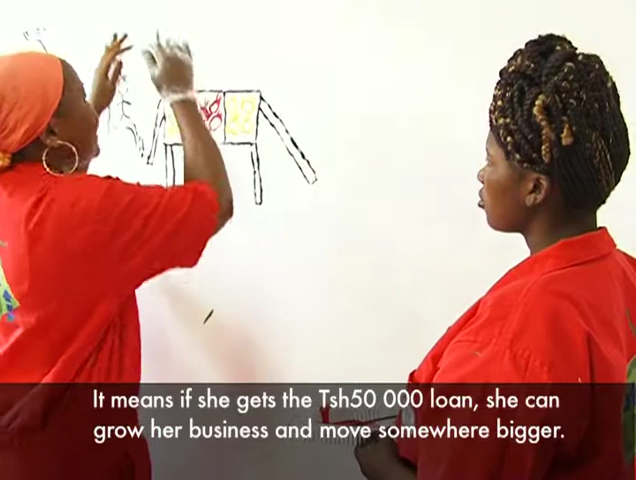 It means if she gets the Tsh50 000 loan, she can
grow her business and move somewhere bigger.